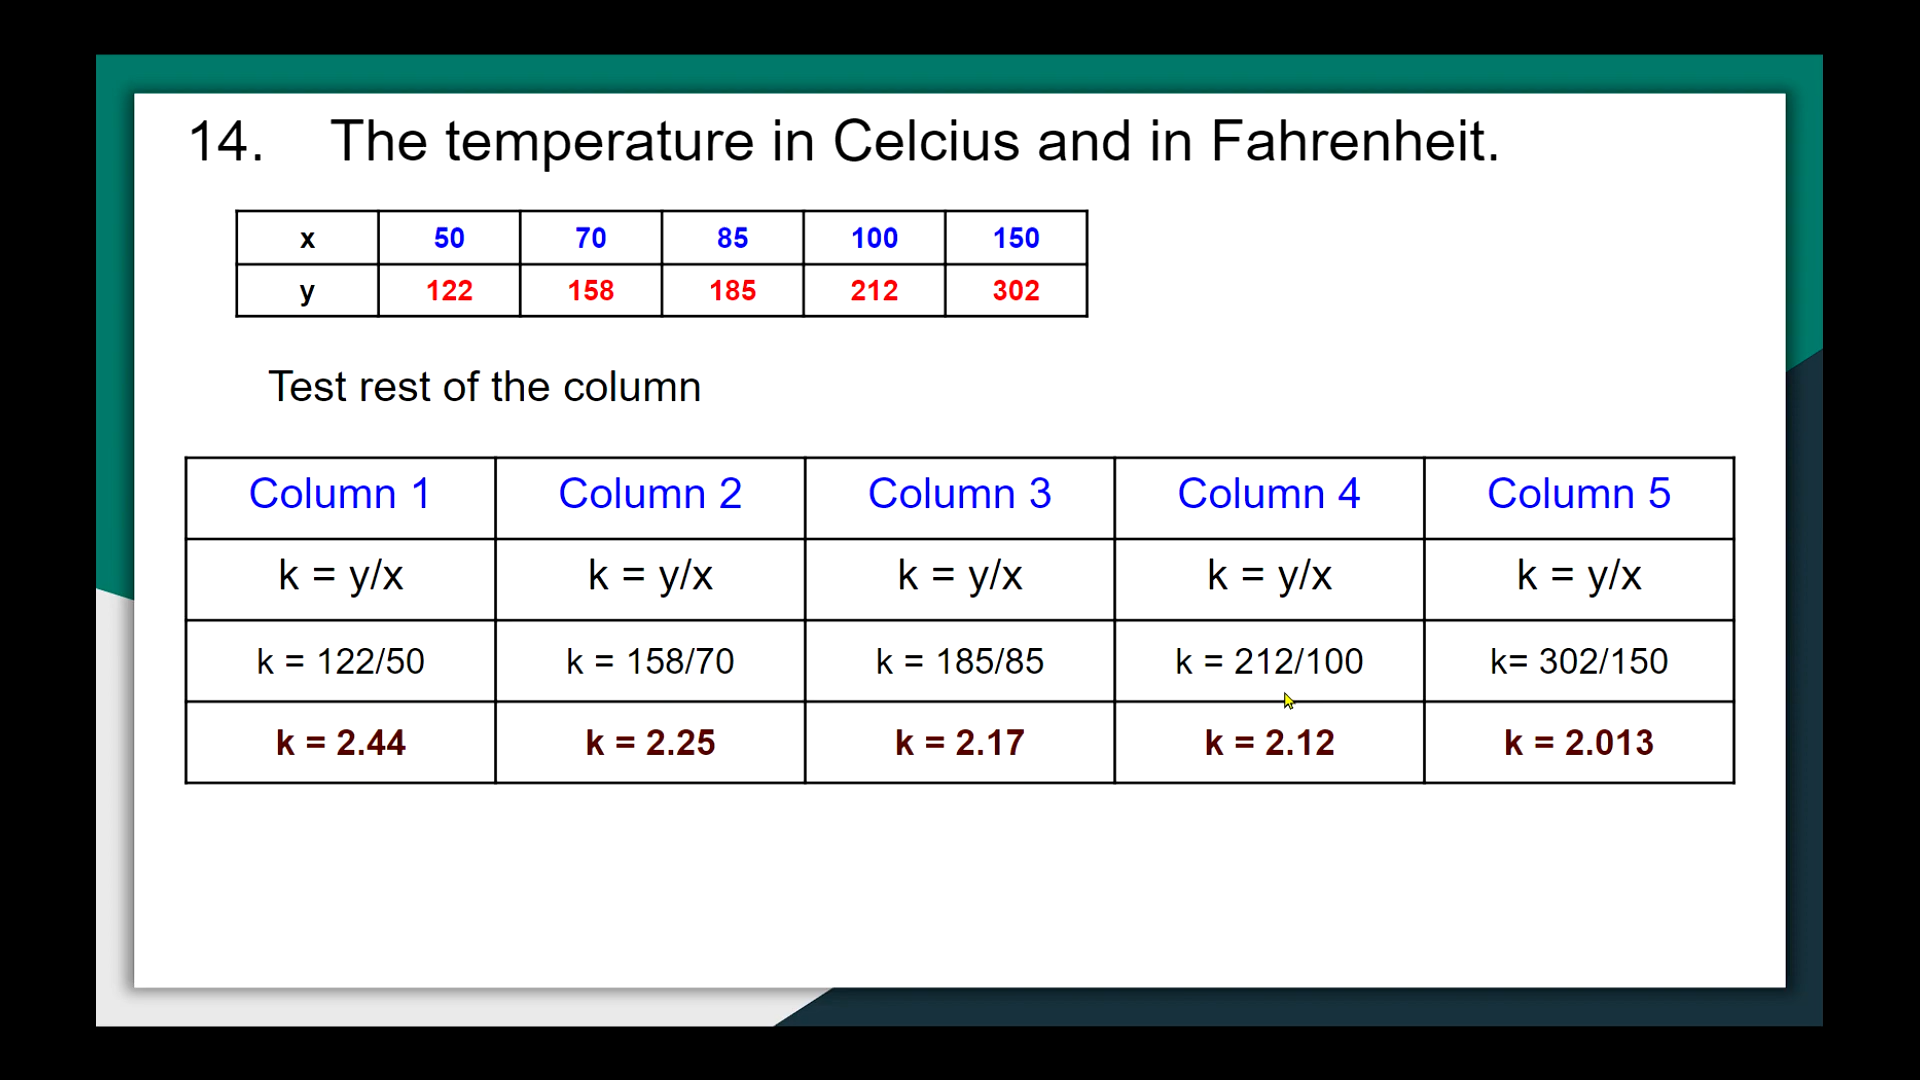 14. The temperature in Celcius and in Fahrenheit.
x 50 70 85 100 150
y 122 158 185 212 302
Test rest of the column
Column 1 Column 2 Column 3 Column 4 Column 5
k = y/x k = y/x k = y/x k = y/x k = y/x
k = 122/50 k = 158/70 k = 185/85 k = 212/100 k= 302/150
k = 2.44 k = 2.25 k = 2.17 k = 2.12 k = 2.013